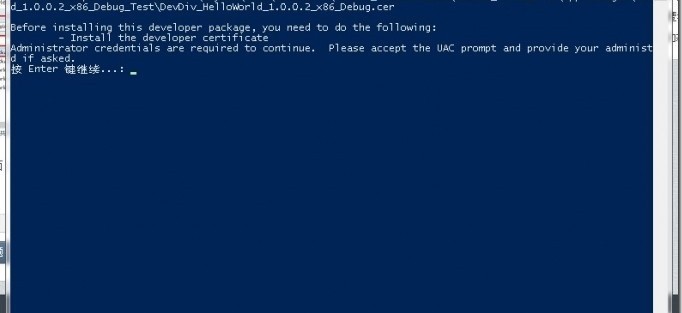 d_1.0.0.2_x86_Debug_Test\DevDiv_HelloWorld_1.0.0.2_x86_Debug.cer
Before installing this developer package, you need to do the following:
- Install the developer certificate
Administrator credentials are required to continue.  Please accept the UAC prompt and provide your administ
d if asked.
按 Enter 键继续...: